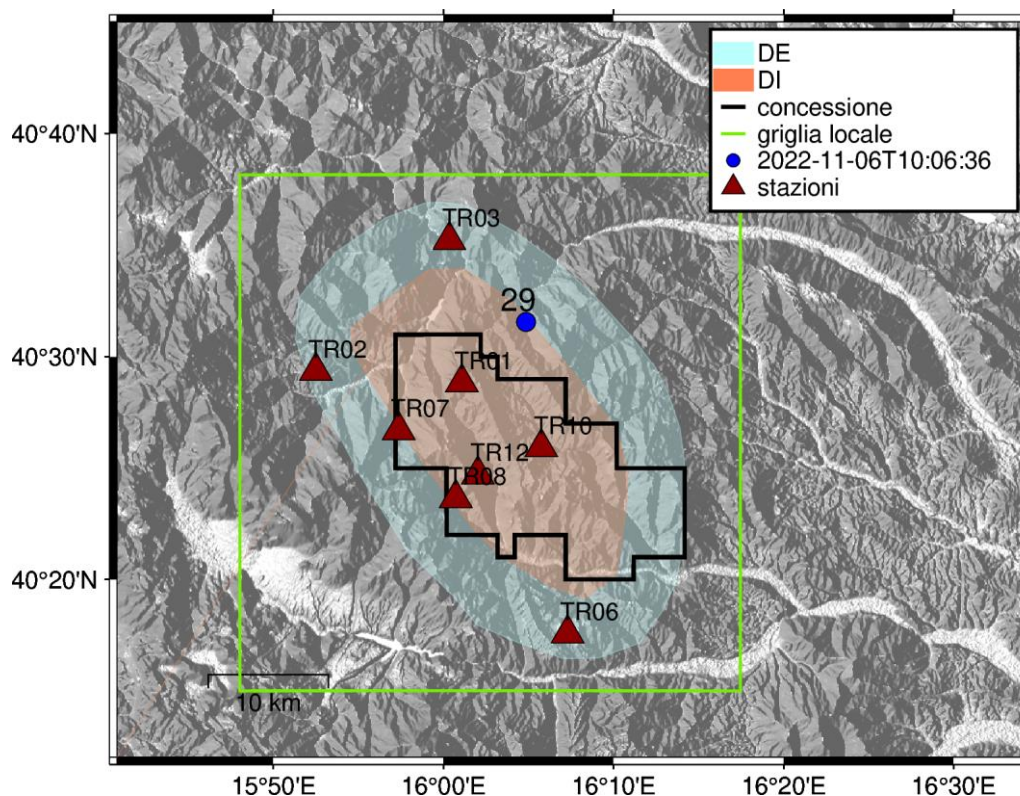 DE
DI
concessione
griglia locale
2022-11-06T10:06:36
stazioni
40°40'N
40°30'N
40°20'N
TR03
29
TR02
TR01
TR07
TR10
TR12
TR08
TR06
10 km
15°50'E
16°00'E
16°10'E
16°20'E
16°30'E